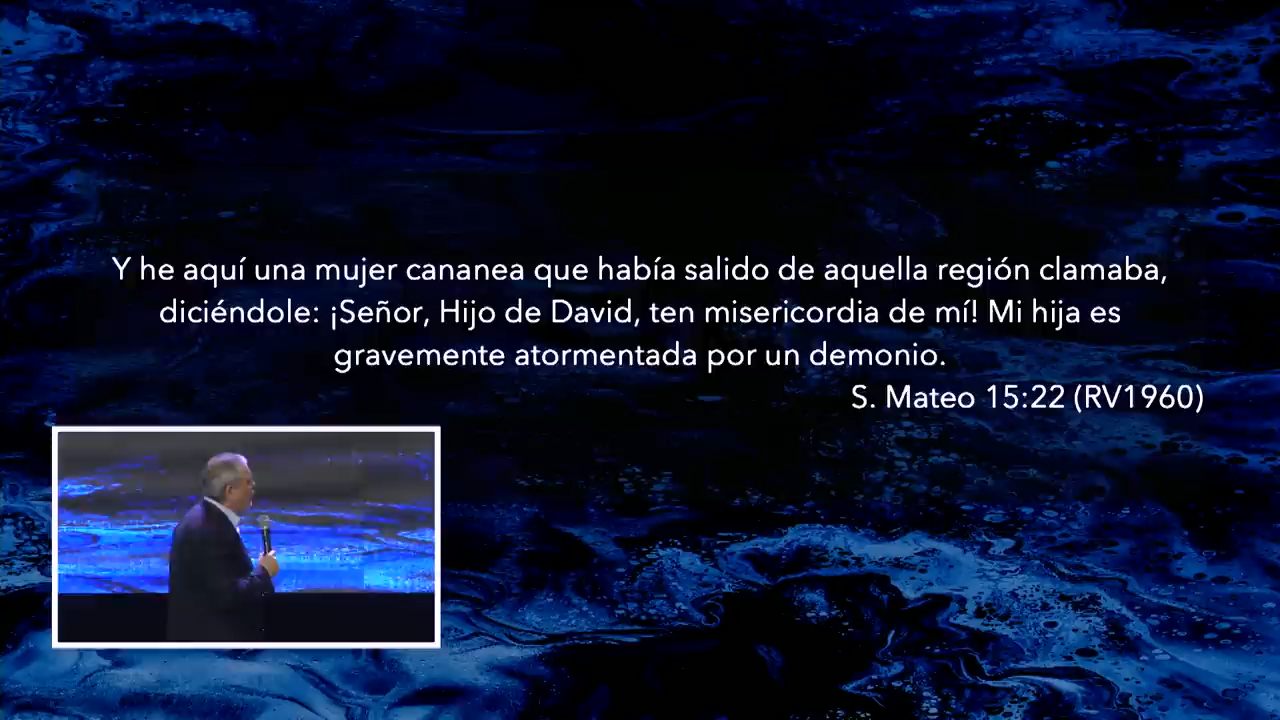 Y he aquí una mujer cananea que había salido de aquella región clamaba,
diciéndole: ¡Señor, Hijo de David, ten misericordia de mí! Mi hija es
gravemente atormentada por un demonio.
S. Mateo 15:22 (RV1960)